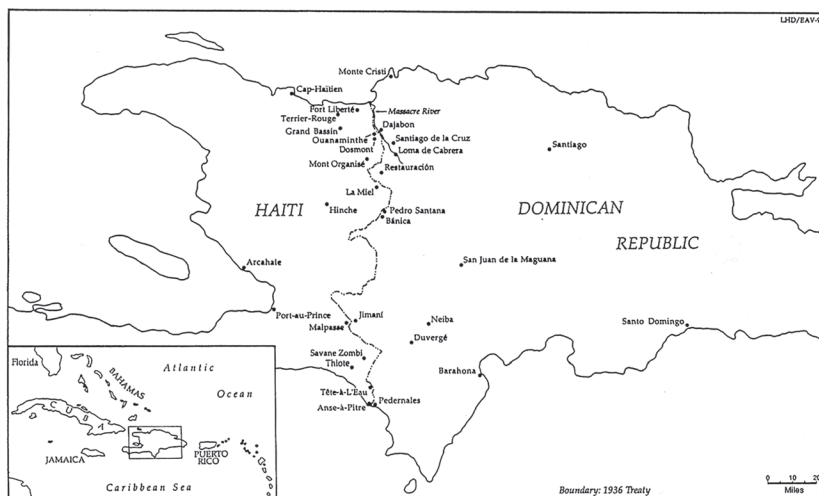 LHD/EAV-9
Monte Cristi
Cap-Haïtien
Fort Liberté
Massacre River
Terrier-Rouge
Dajabon
Grand Bassin
Ouanaminthe
Santiago de la Cruz
Dosmont
Loma de Cabrera
Santiago
Mont Organisé
Restauración
La Miel
HAITI
Hinche
Pedro Santana
DOMINICAN
Bánica
REPUBLIC
Arcahaie
San Juan de la Maguana
Port-au-Prince
Jimaní
Neiba
Santo Domingo
Malpasse
Duvergé
Savane Zombi
Thiote
Barahona
Tête-à-L'Eau
Pedernales
Anse-à-Pitre
Florida
Atlantic
BAHAMAS
Ocean
CUBA
JAMAICA
PUERTO
RICO
Caribbean Sea
Boundary: 1936 Treaty
0 10 20
Miles